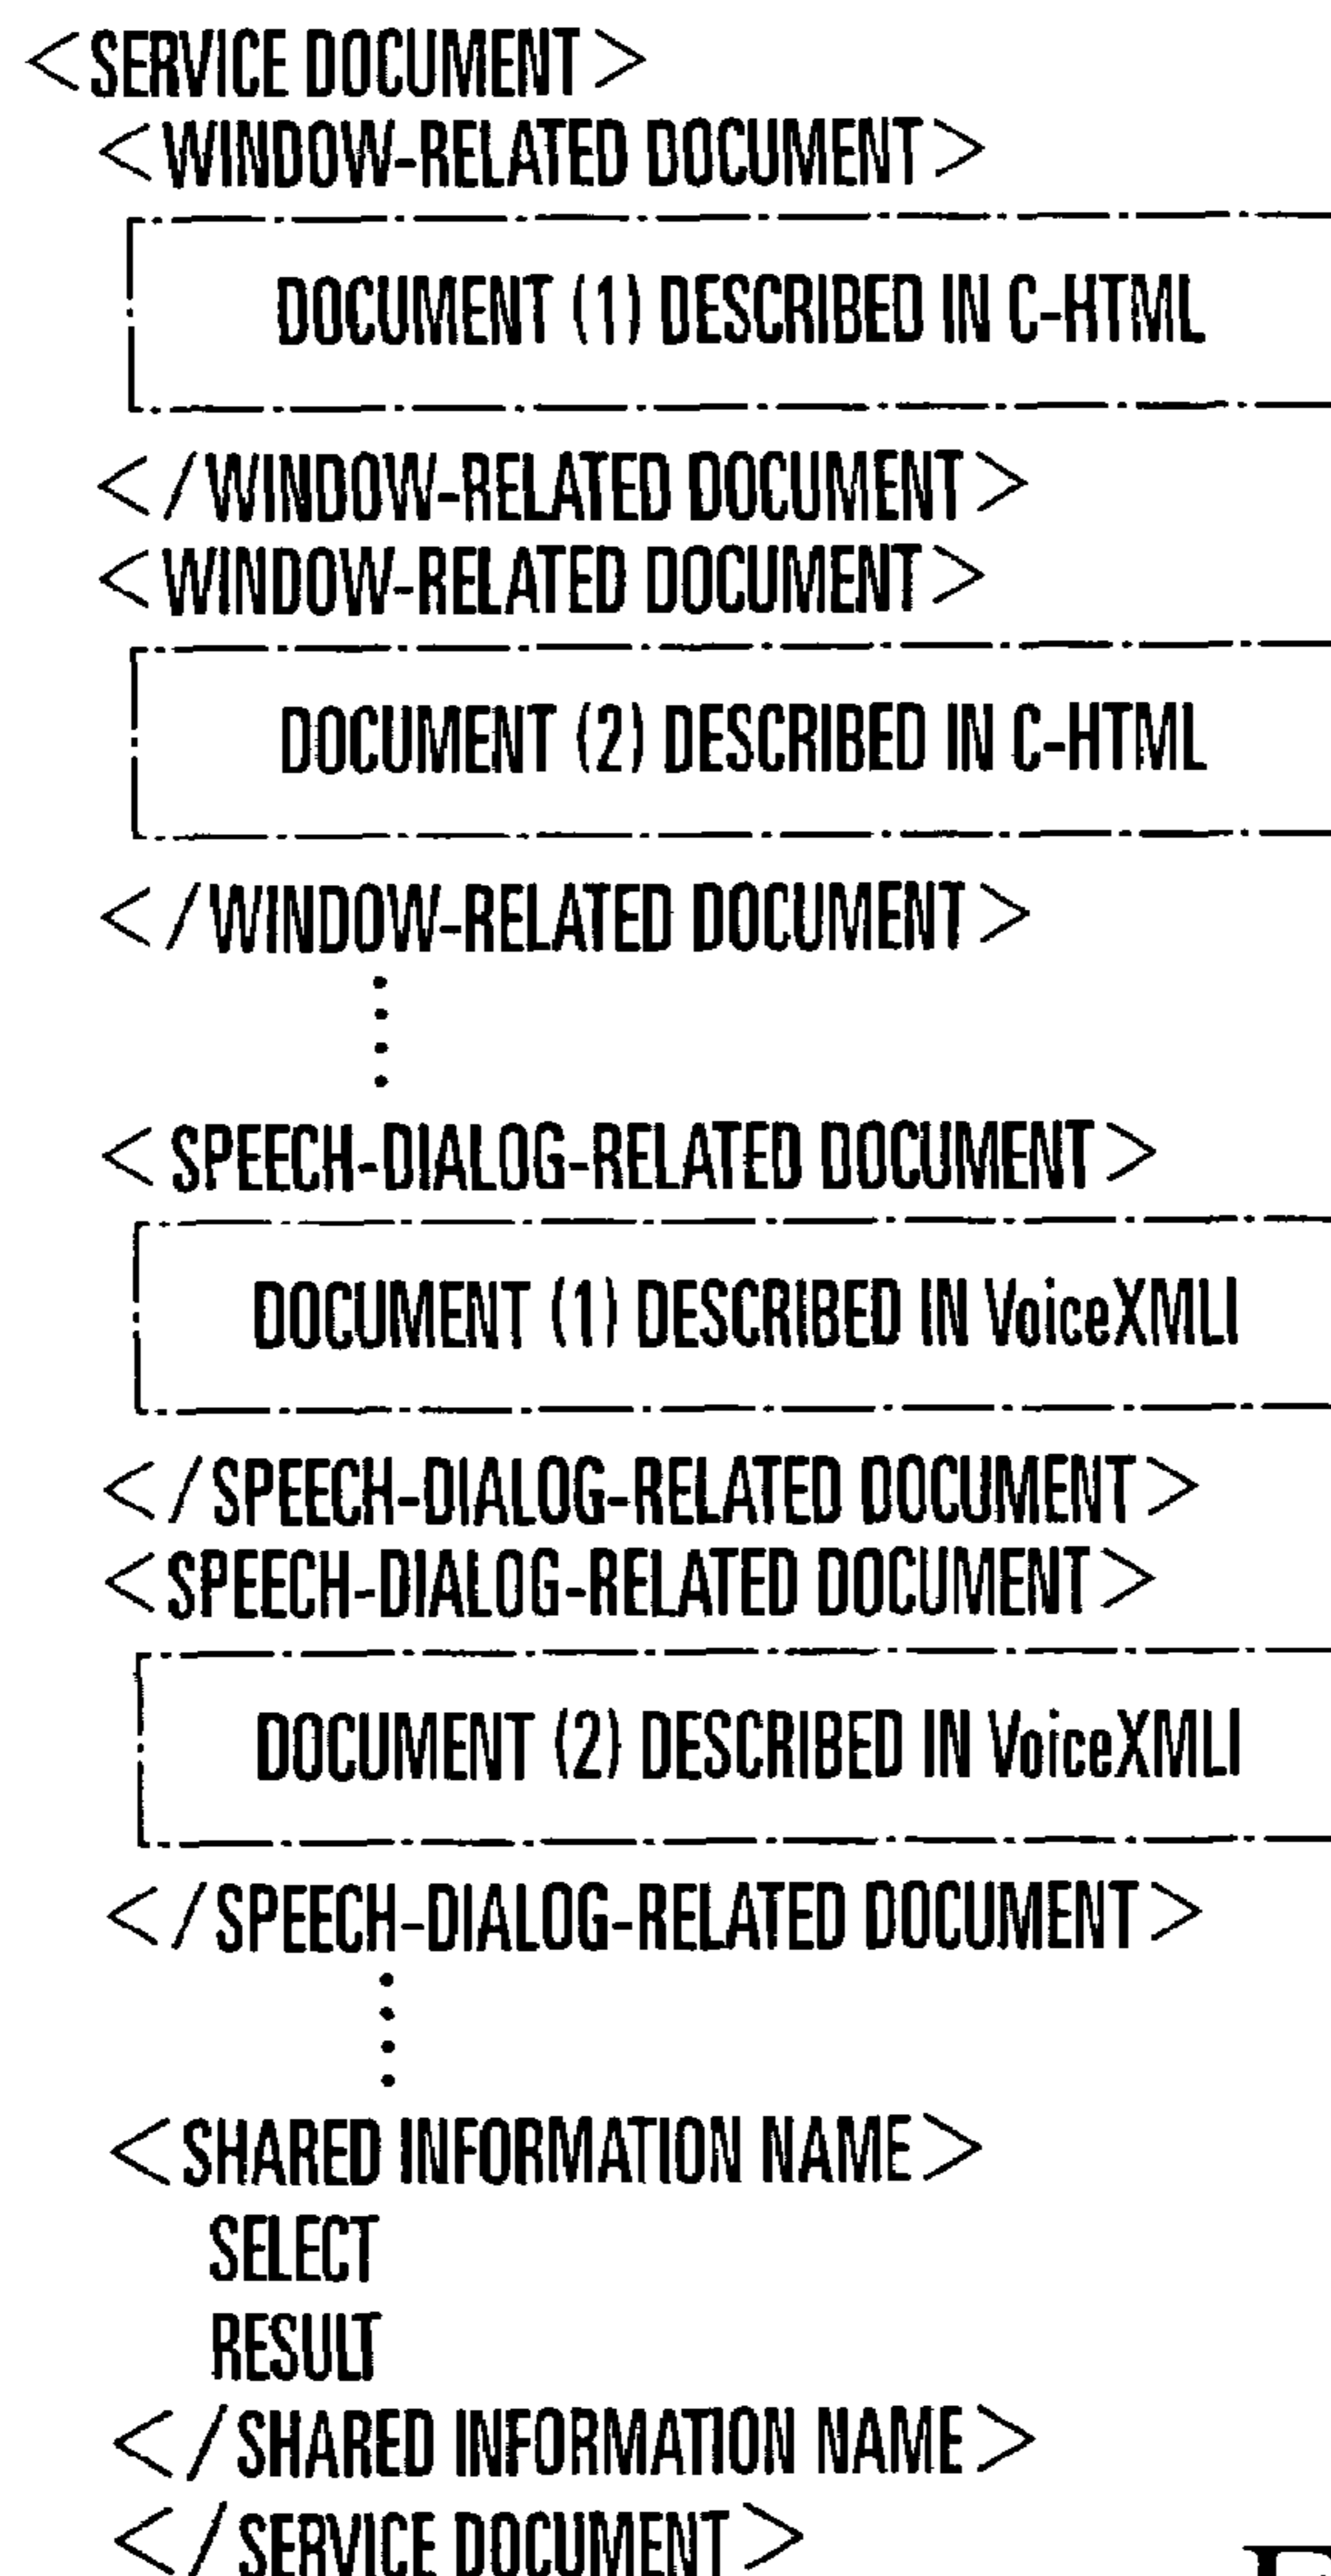 <SERVICE DOCUMENT>
<WINDOW-RELATED DOCUMENT>
DOCUMENT (1) DESCRIBED IN C-HTML
</WINDOW-RELATED DOCUMENT>
<WINDOW-RELATED DOCUMENT>
DOCUMENT (2) DESCRIBED IN C-HTML
</WINDOW-RELATED DOCUMENT>
<SPEECH-DIALOG-RELATED DOCUMENT>
DOCUMENT (1) DESCRIBED IN VoiceXMLI
</SPEECH-DIALOG-RELATED DOCUMENT>
<SPEECH-DIALOG-RELATED DOCUMENT>
DOCUMENT (2) DESCRIBED IN VoiceXMLI
</SPEECH-DIALOG-RELATED DOCUMENT>
<SHARED INFORMATION NAME>
SELECT
RESULT
</SHARED INFORMATION NAME>
</SERVICE DOCUMENT>